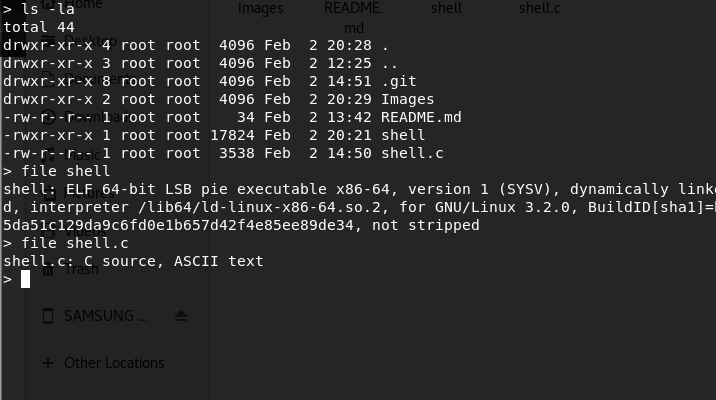 > ls -la
total 44
drwxr-xr-x 4 root root  4096 Feb  2 20:28 .
drwxr-xr-x 3 root root  4096 Feb  2 12:25 ..
drwxr-xr-x 8 root root  4096 Feb  2 14:51 .git
drwxr-xr-x 2 root root  4096 Feb  2 20:29 Images
-rw-r--r-- 1 root root    34 Feb  2 13:42 README.md
-rwxr-xr-x 1 root root 17824 Feb  2 20:21 shell
-rw-r--r-- 1 root root  3538 Feb  2 14:50 shell.c
> file shell
shell: ELF 64-bit LSB pie executable x86-64, version 1 (SYSV), dynamically linke
d, interpreter /lib64/ld-linux-x86-64.so.2, for GNU/Linux 3.2.0, BuildID[sha1]=
5da51c129da9c6fd0e1b657d42f4e85ee89de34, not stripped
> file shell.c
shell.c: C source, ASCII text
>
Images
README.
md
shell
shell.c
Home
Desktop
Music
Pictures
Videos
Trash
SAMSUNG ...
+ Other Locations